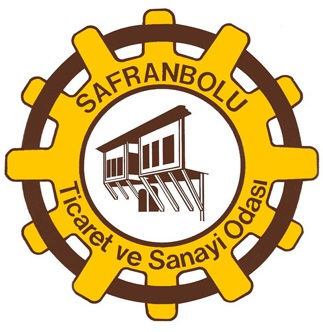 SAFRANBOLU
Ticaret ve Sanayi Odası